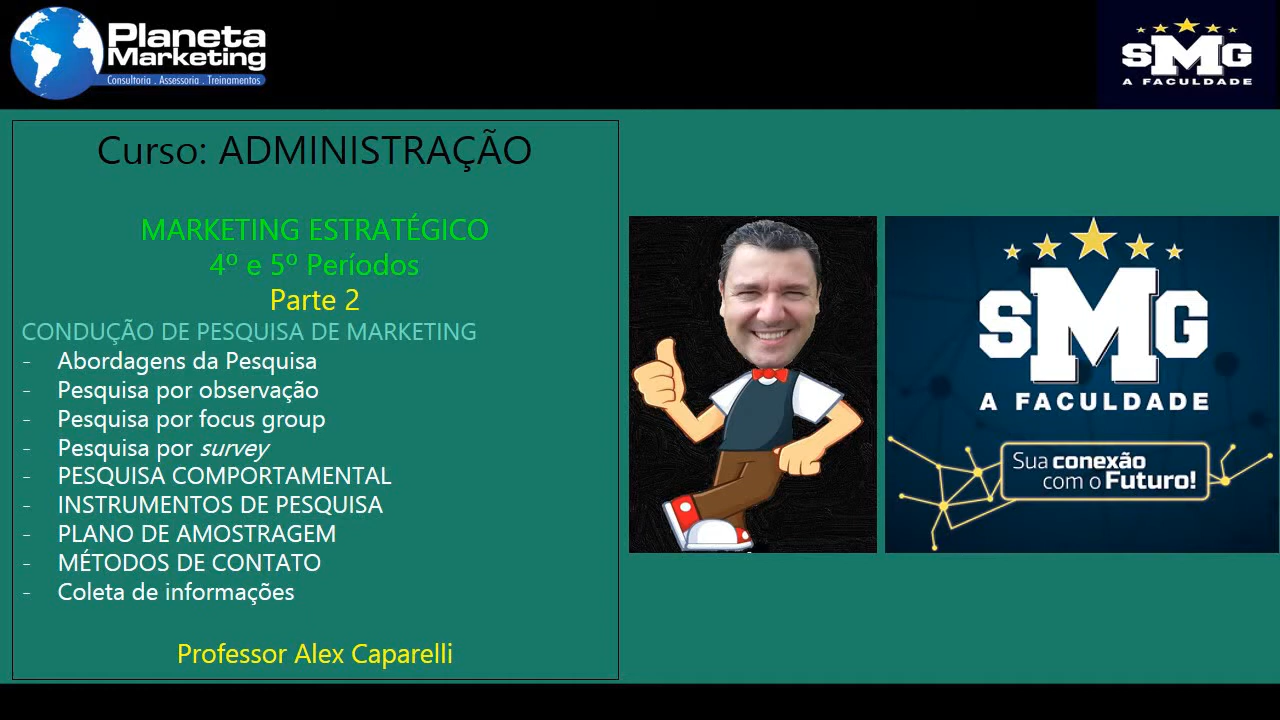 Planeta
Marketing
Consultoria . Assessoria . Treinamentos
SMG
A FACULDADE
Curso: ADMINISTRAÇÃO
MARKETING ESTRATÉGICO
4º e 5º Períodos
Parte 2
CONDUÇÃO DE PESQUISA DE MARKETING
- Abordagens da Pesquisa
- Pesquisa por observação
- Pesquisa por focus group
- Pesquisa por survey
- PESQUISA COMPORTAMENTAL
- INSTRUMENTOS DE PESQUISA
- PLANO DE AMOSTRAGEM
- MÉTODOS DE CONTATO
- Coleta de informações
Professor Alex Caparelli
SMG
A FACULDADE
Sua conexão
com o Futuro!